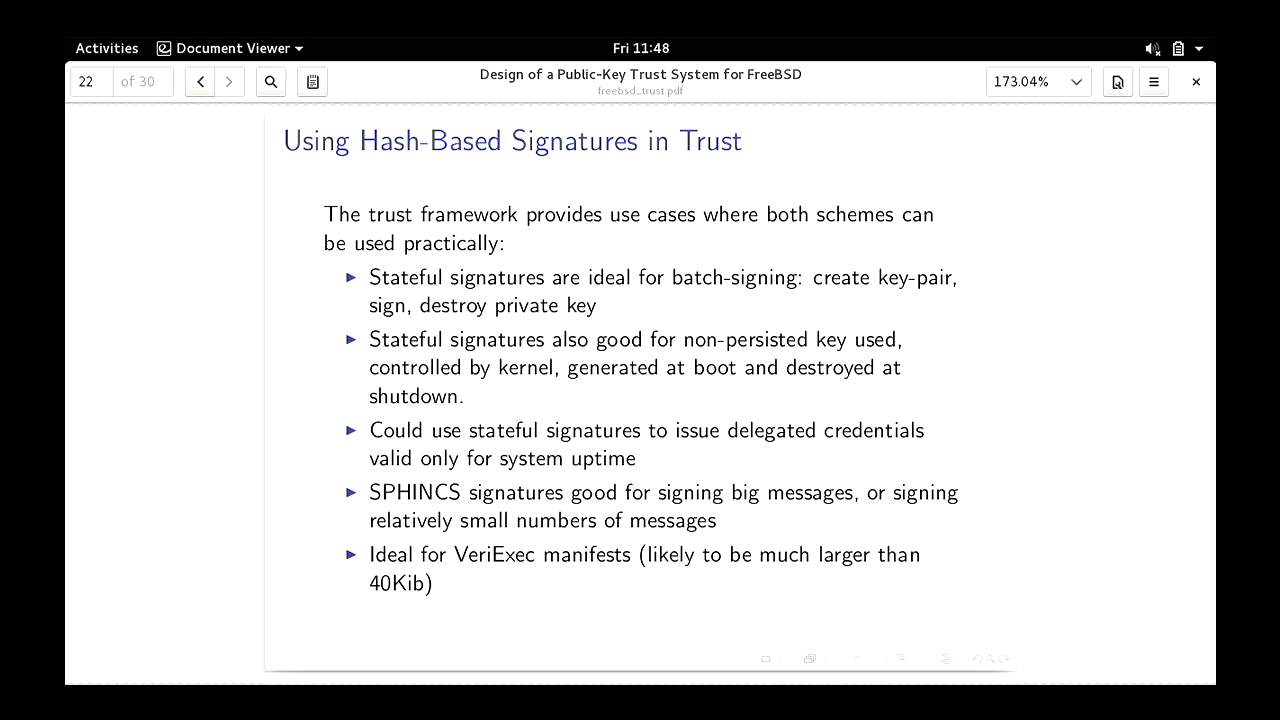 Activities Document Viewer Fri 11:48
22 of 30 Design of a Public-Key Trust System for FreeBSD 173.04%
freebsd_trust.pdf
Using Hash-Based Signatures in Trust
The trust framework provides use cases where both schemes can
be used practically:
Stateful signatures are ideal for batch-signing: create key-pair,
sign, destroy private key
Stateful signatures also good for non-persisted key used,
controlled by kernel, generated at boot and destroyed at
shutdown.
Could use stateful signatures to issue delegated credentials
valid only for system uptime
SPHINCS signatures good for signing big messages, or signing
relatively small numbers of messages
Ideal for VeriExec manifests (likely to be much larger than
40Kib)